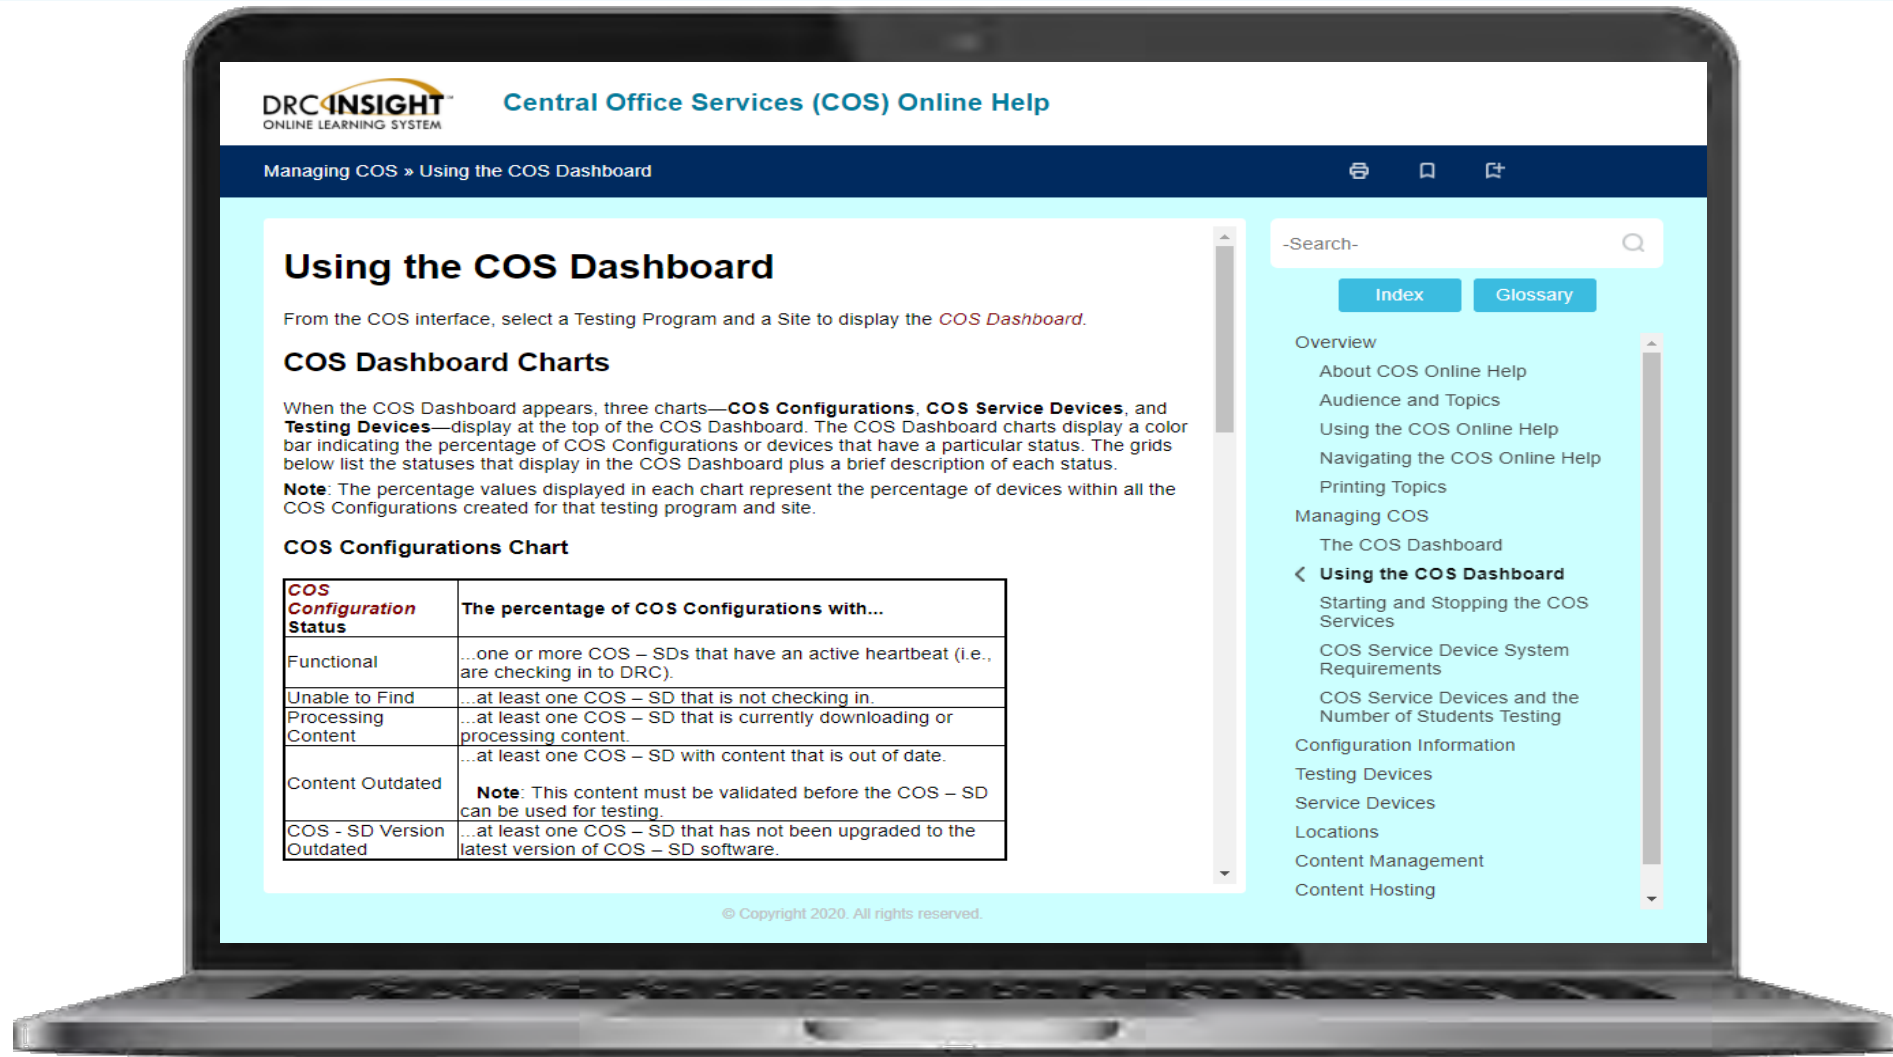 DRC INSIGHT™
ONLINE LEARNING SYSTEM
Central Office Services (COS) Online Help
Managing COS » Using the COS Dashboard
Using the COS Dashboard
From the COS interface, select a Testing Program and a Site to display the COS Dashboard.
COS Dashboard Charts
When the COS Dashboard appears, three charts—COS Configurations, COS Service Devices, and
Testing Devices—display at the top of the COS Dashboard. The COS Dashboard charts display a color
bar indicating the percentage of COS Configurations or devices that have a particular status. The grids
below list the statuses that display in the COS Dashboard plus a brief description of each status.
Note: The percentage values displayed in each chart represent the percentage of devices within all the
COS Configurations created for that testing program and site.
COS Configurations Chart
COS
Configuration
Status
The percentage of COS Configurations with...
Functional
...one or more COS – SDs that have an active heartbeat (i.e.,
are checking in to DRC).
Unable to Find
...at least one COS – SD that is not checking in.
Processing
Content
...at least one COS – SD that is currently downloading or
processing content.
Content Outdated
...at least one COS – SD with content that is out of date.
Note: This content must be validated before the COS – SD
can be used for testing.
COS - SD Version
Outdated
...at least one COS – SD that has not been upgraded to the
latest version of COS – SD software.
-Search-
Index
Glossary
Overview
About COS Online Help
Audience and Topics
Using the COS Online Help
Navigating the COS Online Help
Printing Topics
Managing COS
The COS Dashboard
Using the COS Dashboard
Starting and Stopping the COS
Services
COS Service Device System
Requirements
COS Service Devices and the
Number of Students Testing
Configuration Information
Testing Devices
Service Devices
Locations
Content Management
Content Hosting
© Copyright 2020. All rights reserved.